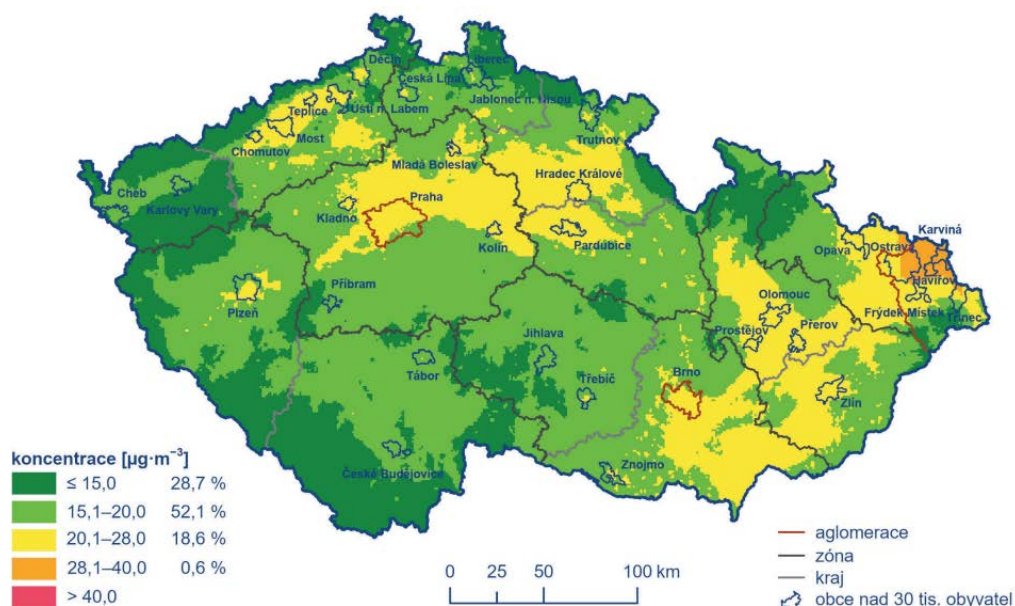 Děčín
Liberec
Česká Lípa
Jablonec n. Nisou
Teplice
Ústí n. Labem
Most
Chomutov
Trutnov
Mladá Boleslav
Hradec Králové
Cheb
Karlovy Vary
Praha
Kladno
Kolín
Pardubice
Karviná
Opava
Ostrava
Havířov
Plzeň
Příbram
Olomouc
Frýdek Místek
Třinec
Prostějov
Přerov
Jihlava
Tábor
Třebíč
Brno
Zlín
České Budějovice
Znojmo
koncentrace [µg·m⁻³]
≤ 15,0 28,7 %
15,1–20,0 52,1 %
20,1–28,0 18,6 %
28,1–40,0 0,6 %
> 40,0
0 25 50 100 km
aglomerace
zóna
kraj
obce nad 30 tis. obyvatel